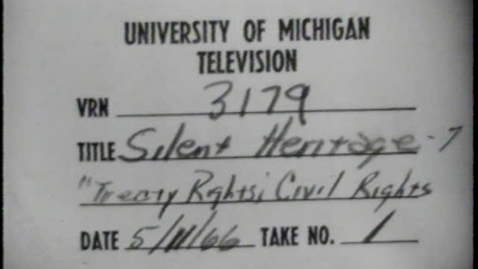 UNIVERSITY OF MICHIGAN
TELEVISION
VRN 3179
TITLE Silent Heritage - 7
"Treaty Rights; Civil Rights
DATE 5/11/66 TAKE NO. 1